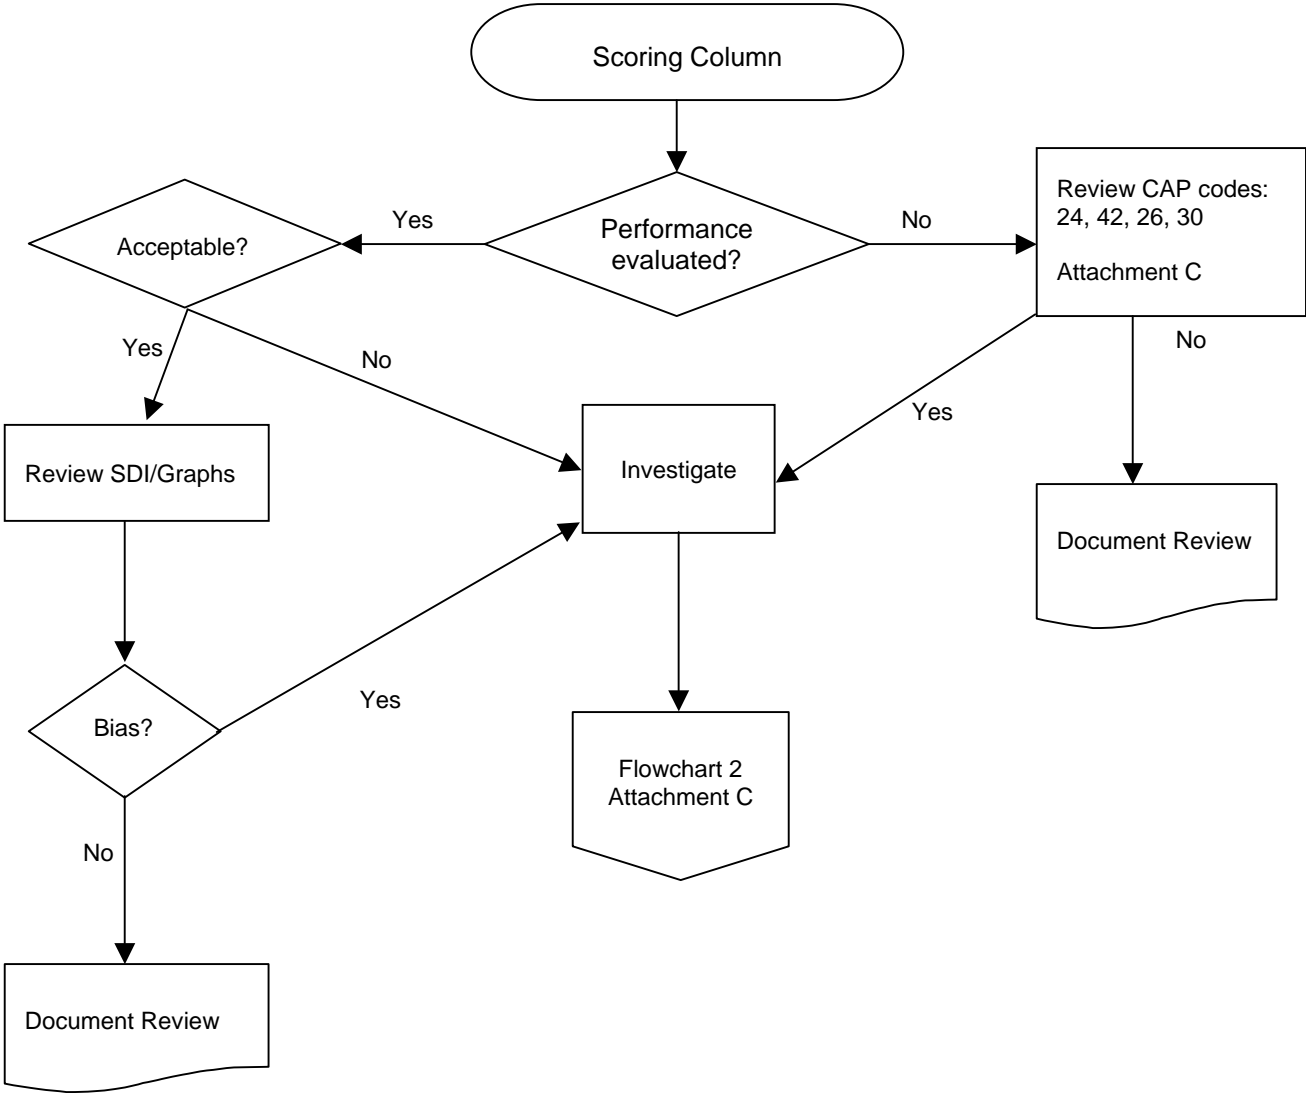 Scoring Column
Performance
evaluated?
Yes
No
Acceptable?
Review CAP codes:
24, 42, 26, 30
Attachment C
Yes
No
No
Yes
Review SDI/Graphs
Investigate
Document Review
Bias?
Yes
Flowchart 2
Attachment C
No
Document Review